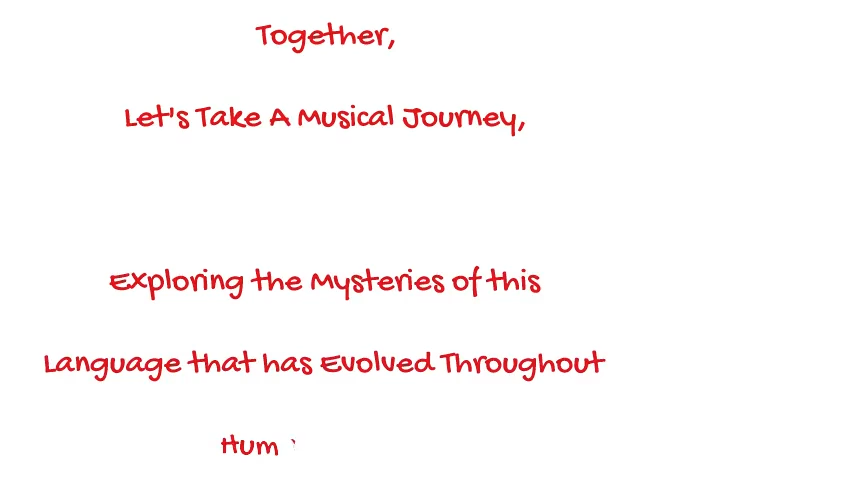 Together,
Let's Take A Musical Journey,
Exploring the Mysteries of this
Language that has Evolved Throughout
Hum